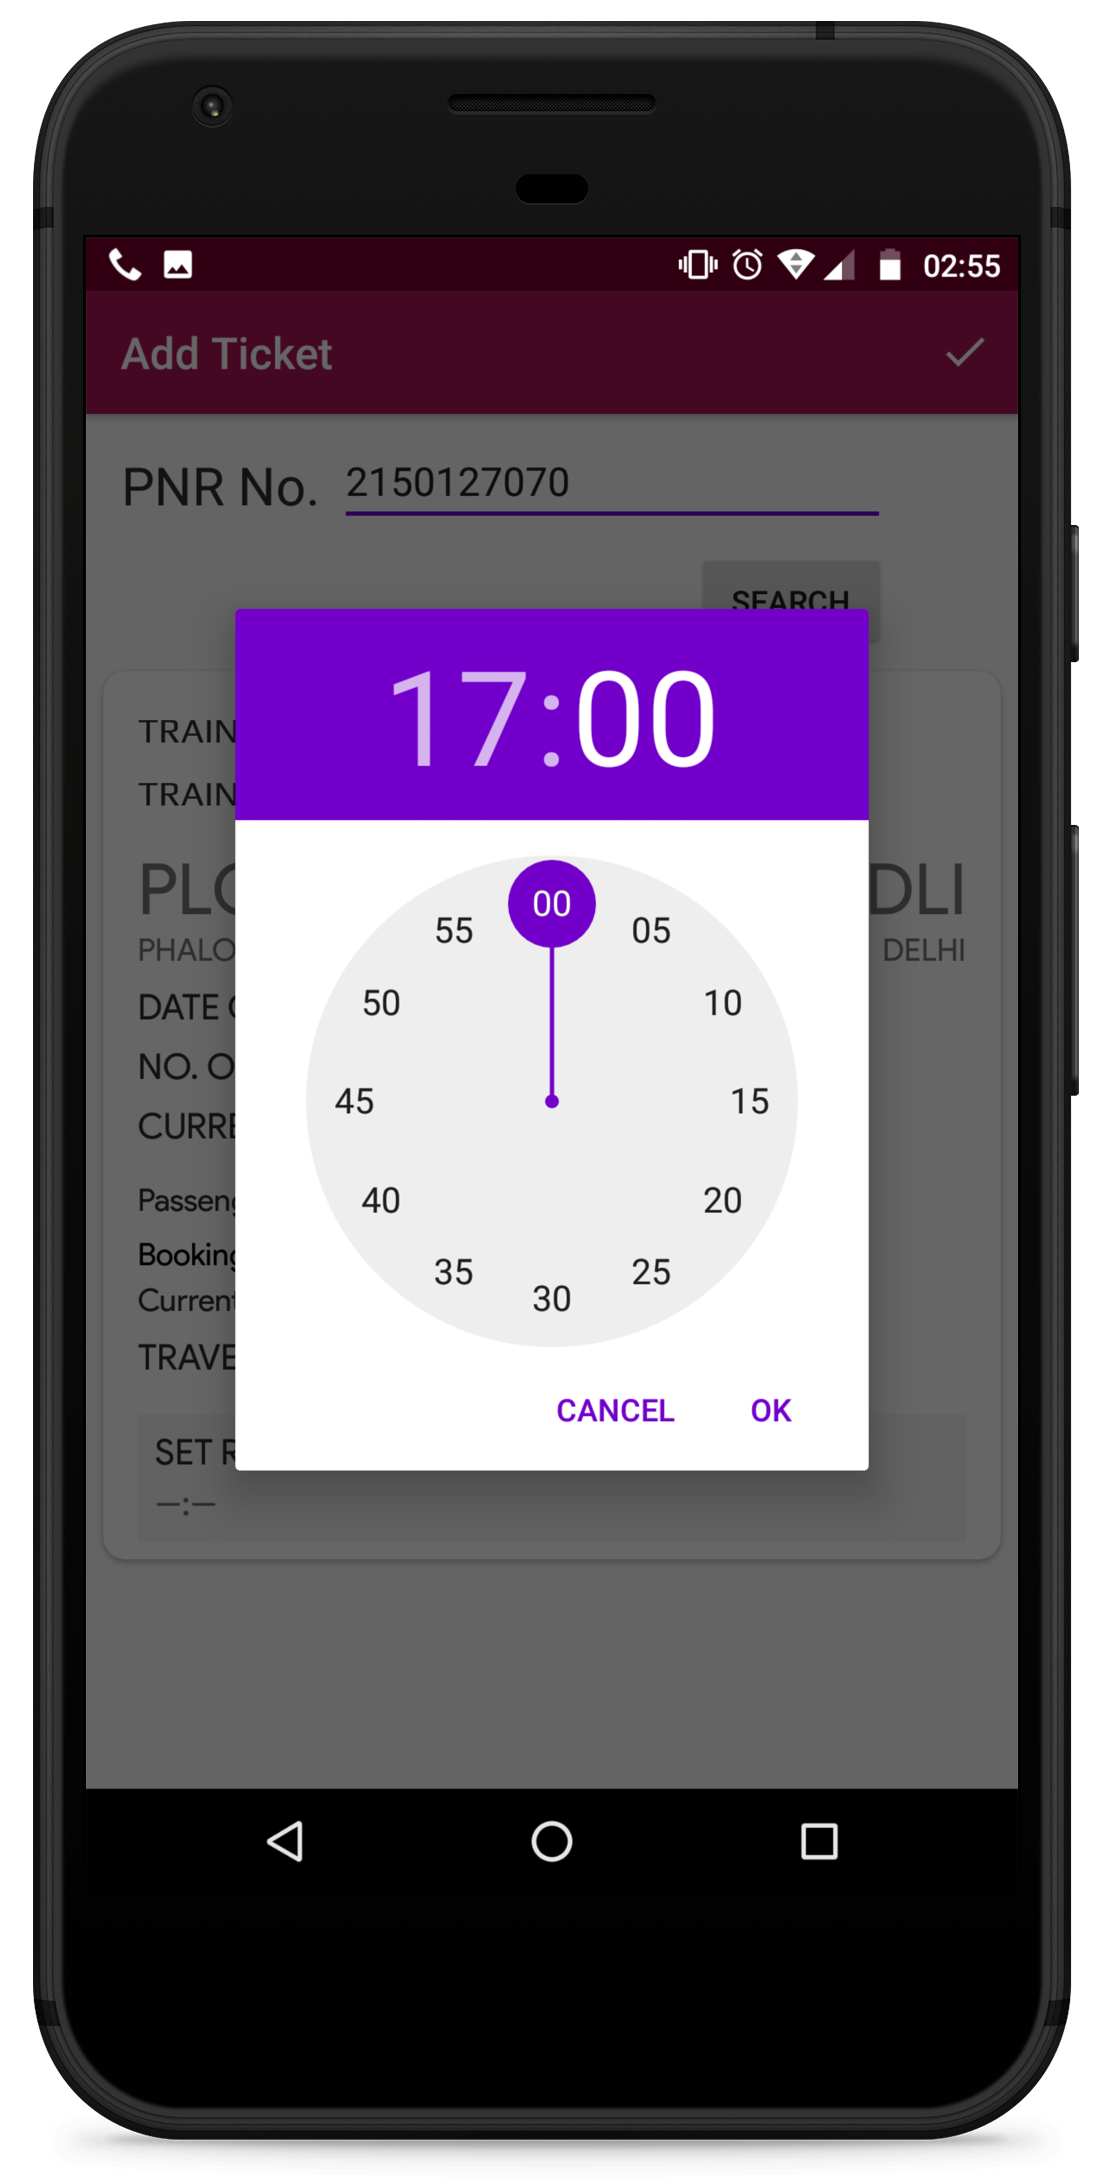 02:55
Add Ticket
PNR No. 2150127070
SEARCH
17:00
TRAIN
TRAIN
PLC DLI
PHALO DELHI
DATE
NO. O
CURRE
Passeng
Booking
Current
TRAVE
SET R
--:--
00
05
10
15
20
25
30
35
40
45
50
55
CANCEL OK